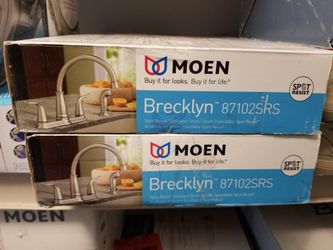 MOEN
Buy it for looks. Buy it for life.®
SPOT
RESIST
Brecklyn™ 87102SRS
MOEN
Buy it for looks. Buy it for life.®
SPOT
RESIST
Brecklyn™ 87102SRS
MOEN